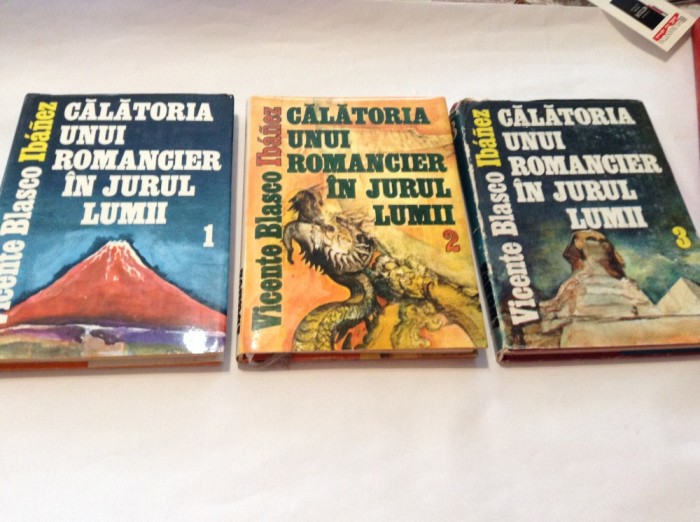 Vicente Blasco Ibáñez
CĂLĂTORIA
UNUI
ROMANCIER
ÎN JURUL
LUMII
1
Vicente Blasco Ibáñez
CĂLĂTORIA
UNUI
ROMANCIER
ÎN JURUL
LUMII
2
Vicente Blasco Ibáñez
CĂLĂTORIA
UNUI
ROMANCIER
ÎN JURUL
LUMII
3